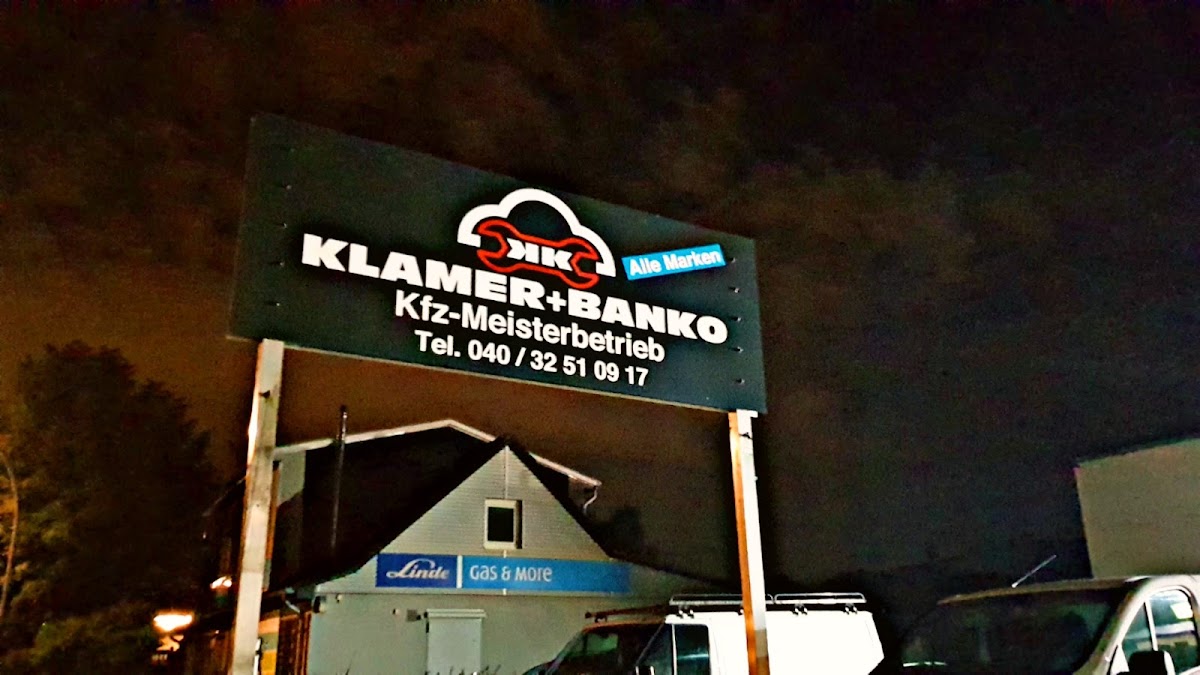 KK
Alle Marken
KLAMER+BANKO
Kfz-Meisterbetrieb
Tel. 040 / 32 51 09 17
Linde
Gas & More